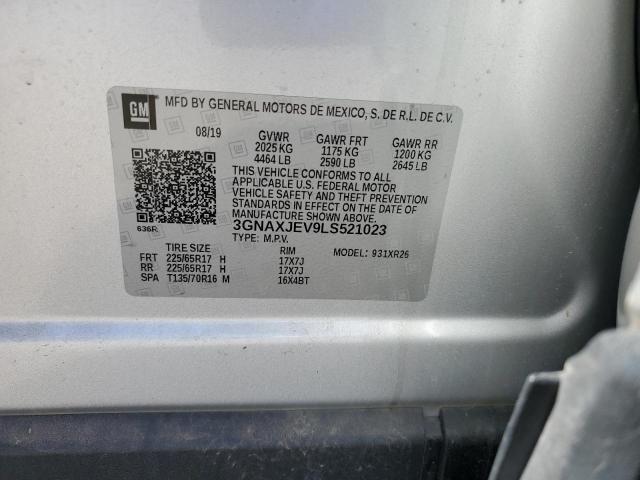 GM MFD BY GENERAL MOTORS DE MEXICO, S. DE R.L. DE C.V.
08/19 GVWR GAWR FRT GAWR RR
2025 KG 1175 KG 1200 KG
4464 LB 2590 LB 2645 LB
THIS VEHICLE CONFORMS TO ALL
APPLICABLE U.S. FEDERAL MOTOR
VEHICLE SAFETY AND THEFT PREVENTION
STANDARDS IN EFFECT ON THE DATE OF
MANUFACTURE SHOWN ABOVE.
636R 3GNAXJEV9LS521023
TYPE: M.P.V.
TIRE SIZE RIM MODEL: 931XR26
FRT 225/65R17 H 17X7J
RR 225/65R17 H 17X7J
SPA T135/70R16 M 16X4BT